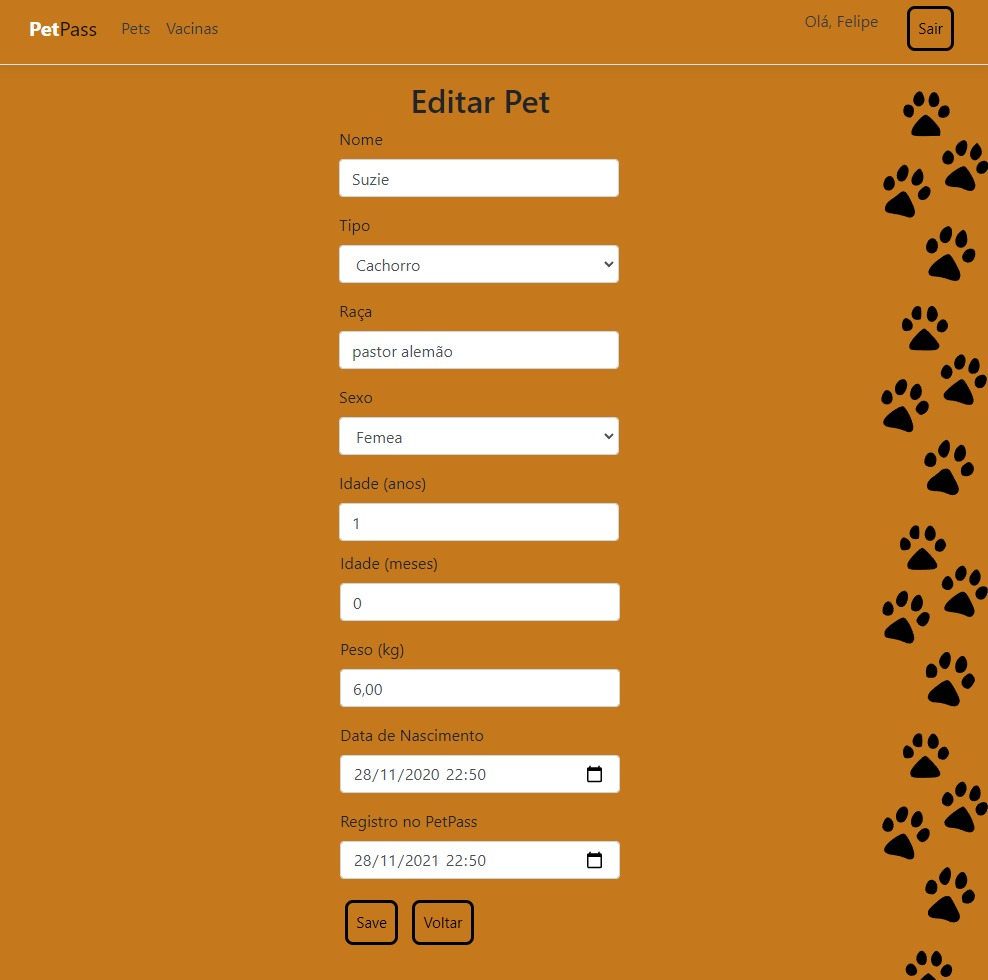 PetPass Pets Vacinas Olá, Felipe Sair
Editar Pet
Nome
Suzie
Tipo
Cachorro
Raça
pastor alemão
Sexo
Femea
Idade (anos)
1
Idade (meses)
0
Peso (kg)
6,00
Data de Nascimento
28/11/2020 22:50
Registro no PetPass
28/11/2021 22:50
Save Voltar